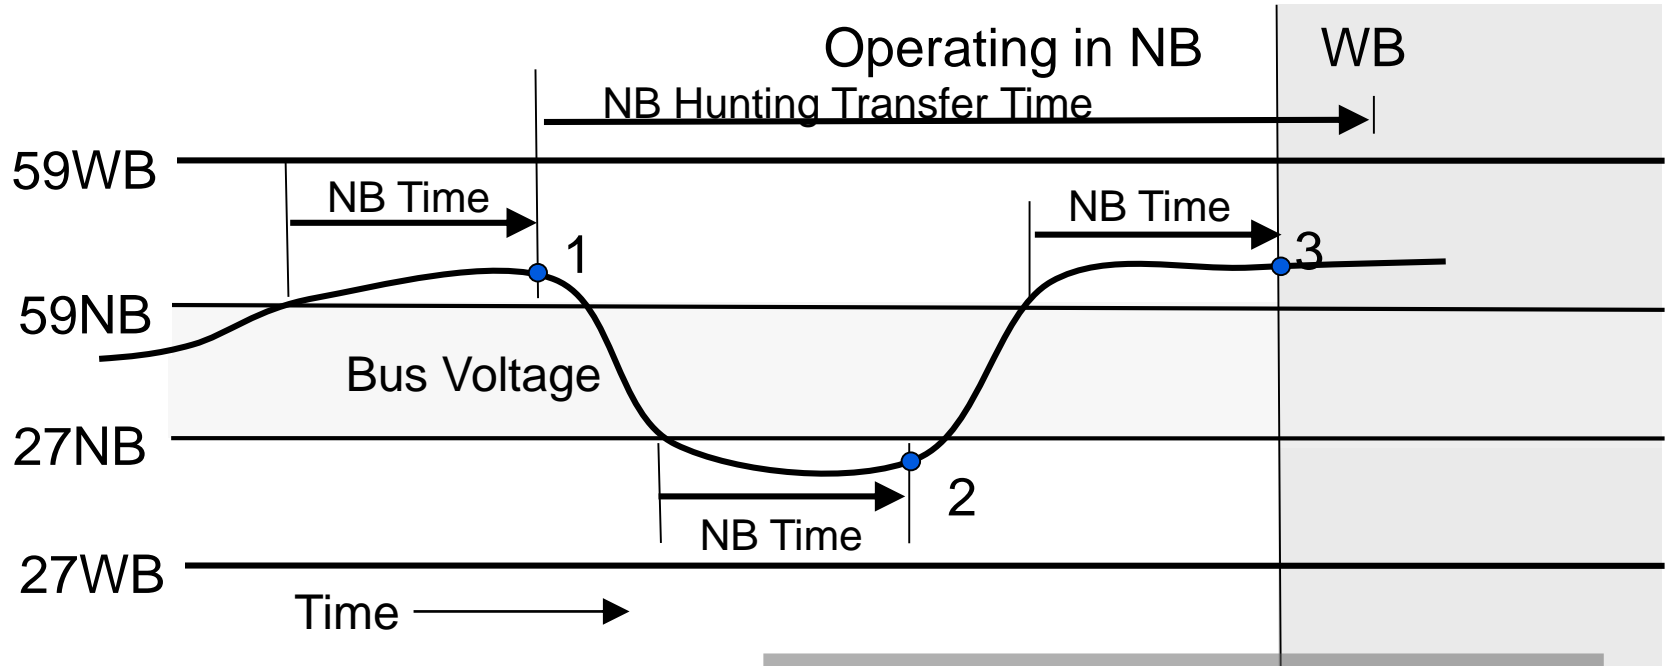 Operating in NB
WB
NB Hunting Transfer Time
59WB
NB Time
NB Time
1
3
59NB
Bus Voltage
27NB
2
NB Time
27WB
Time